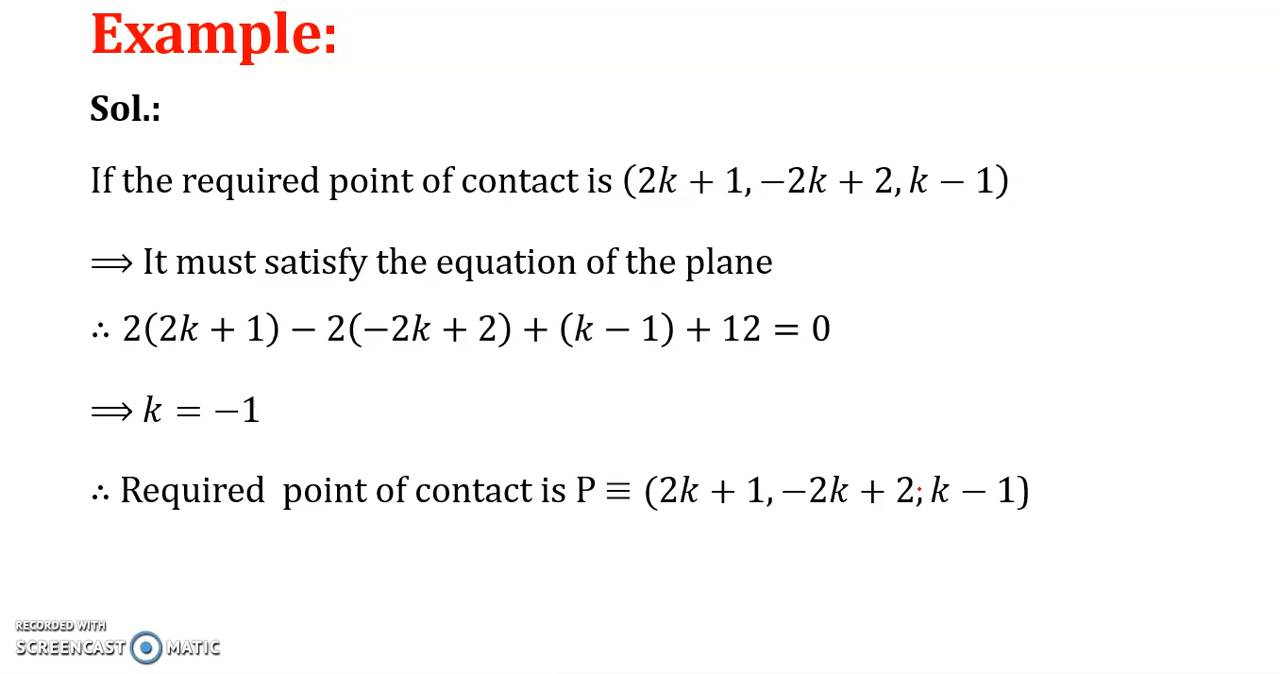 Example:
Sol.:
If the required point of contact is (2k + 1, −2k + 2, k − 1)
⟹ It must satisfy the equation of the plane
∴ 2(2k + 1) − 2(−2k + 2) + (k − 1) + 12 = 0
⟹ k = −1
∴ Required point of contact is P ≡ (2k + 1, −2k + 2, k − 1)
RECORDED WITH
SCREENCAST MATIC